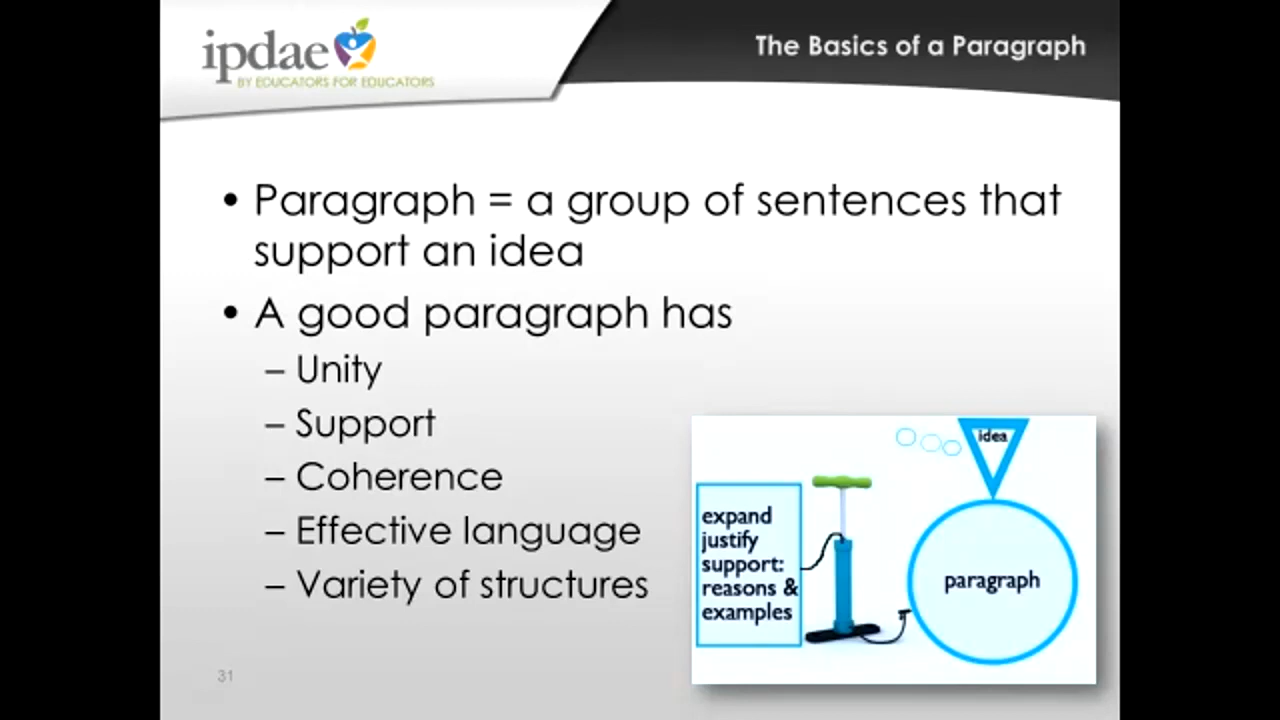 ipdae
BY EDUCATORS FOR EDUCATORS
The Basics of a Paragraph
• Paragraph = a group of sentences that
support an idea
• A good paragraph has
– Unity
– Support
– Coherence
– Effective language
– Variety of structures
idea
expand
justify
support:
reasons &
examples
paragraph
31